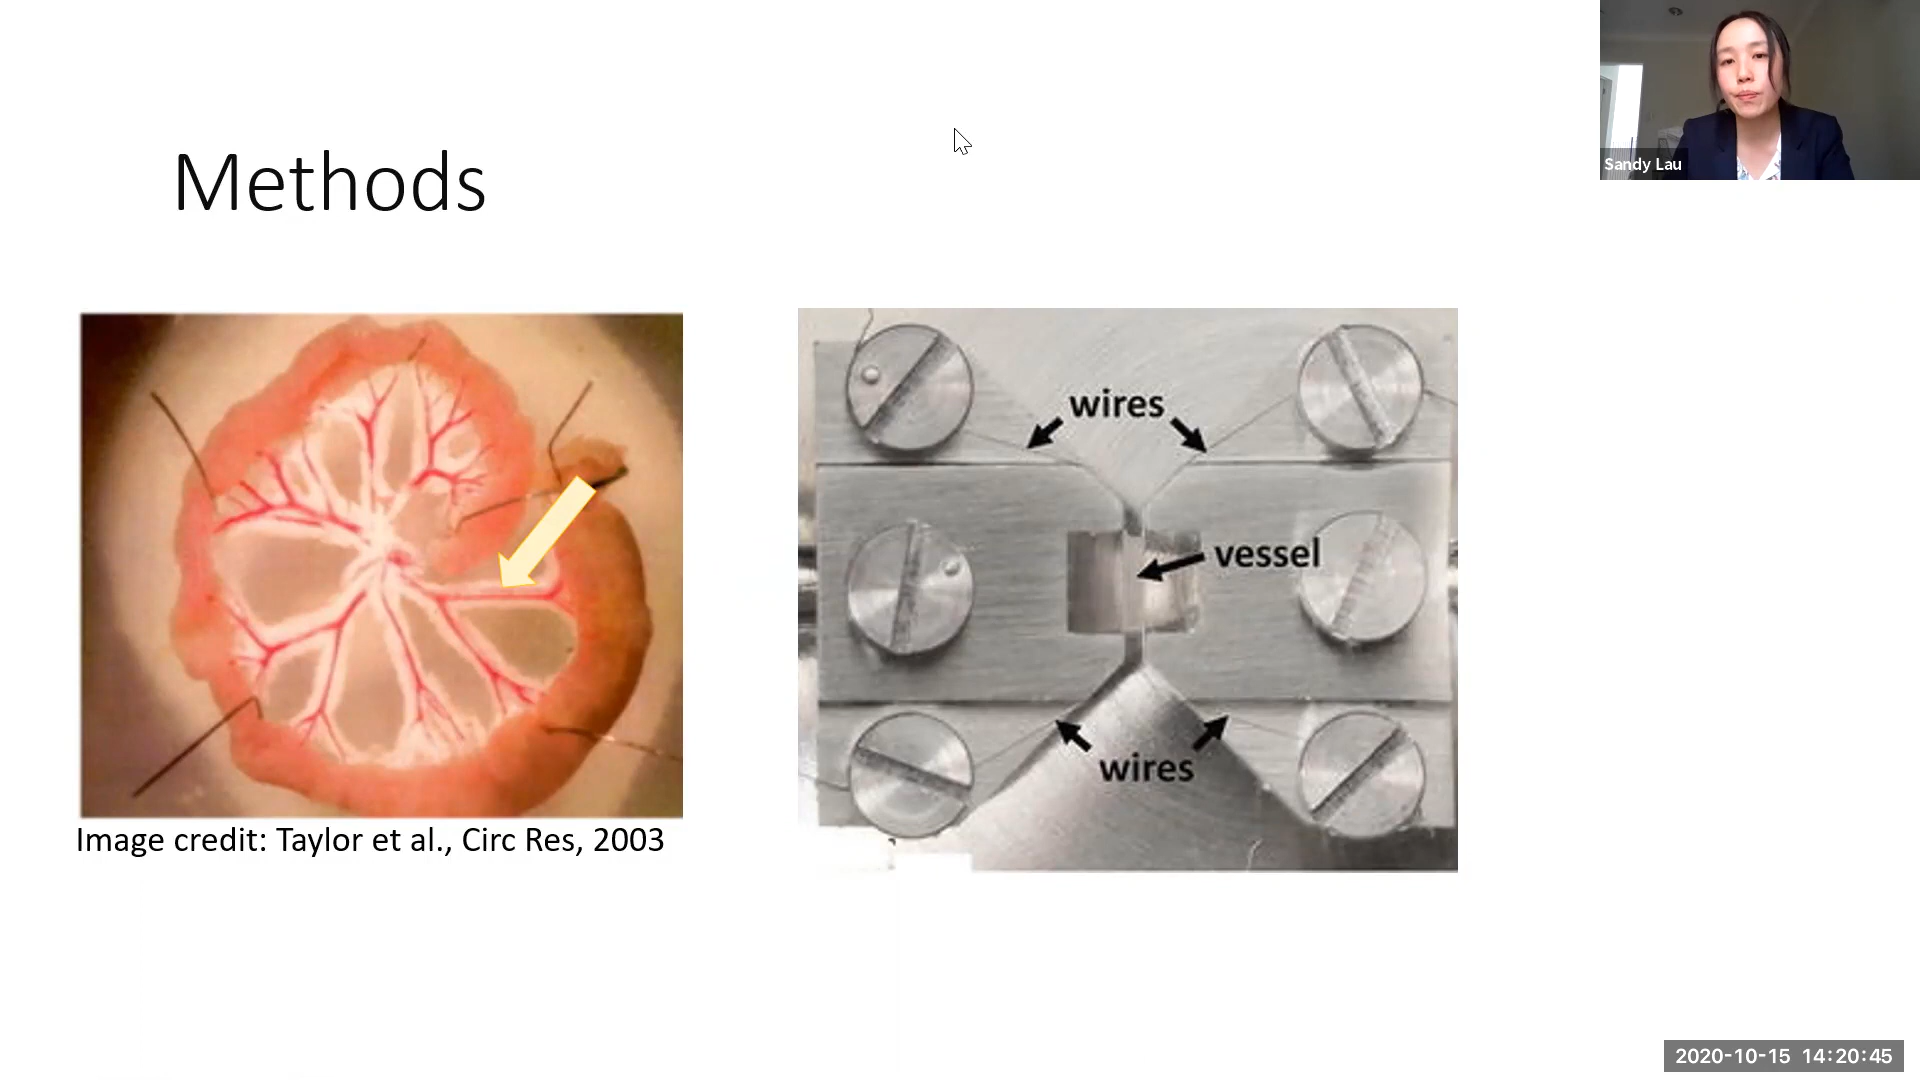 Sandy Lau
Methods
wires
vessel
wires
Image credit: Taylor et al., Circ Res, 2003
2020-10-15 14:20:45